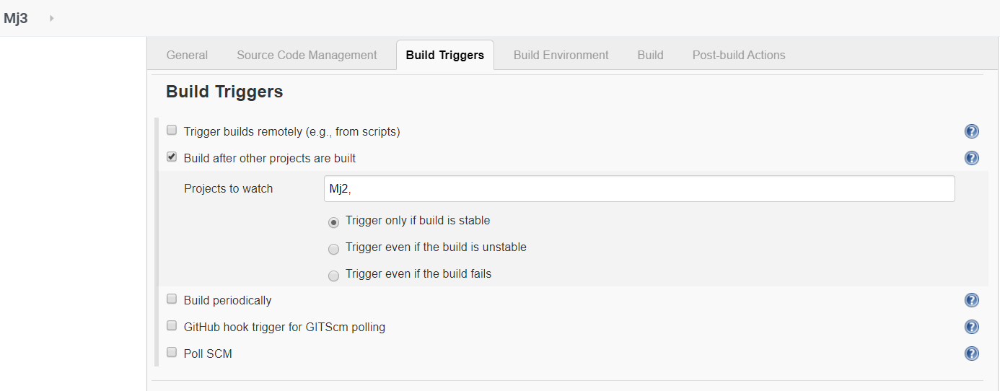 Mj3
General Source Code Management Build Triggers Build Environment Build Post-build Actions
Build Triggers
Trigger builds remotely (e.g., from scripts) ?
Build after other projects are built ?
Projects to watch Mj2,
Trigger only if build is stable
Trigger even if the build is unstable
Trigger even if the build fails
Build periodically ?
GitHub hook trigger for GITScm polling ?
Poll SCM ?